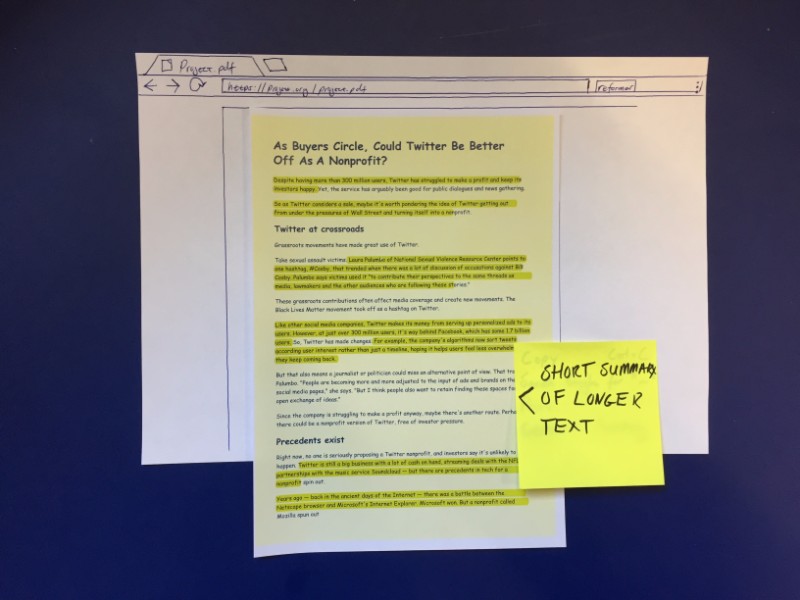 Project.pdf
https://project.org/project.pdf
reformat
As Buyers Circle, Could Twitter Be Better
Off As A Nonprofit?
Despite having more than 300 million users, Twitter has struggled to make a profit and keep its
investors happy. Yet, the service has arguably been good for public dialogues and news gathering.
So as Twitter considers a sale, maybe it's worth pondering the idea of Twitter getting out
from under the pressures of Wall Street and turning itself into a nonprofit.
Twitter at crossroads
Grassroots movements have made great use of Twitter.
Take sexual assault victims. Laura Palumbo of National Sexual Violence Resource Center points to
one hashtag, #Cosby, that trended when there was a lot of discussion of accusations against Bill
Cosby. Palumbo says victims used it "to contribute their perspectives to the same threads as
media, lawmakers and the other audiences who are following these stories."
These grassroots contributions often affect media coverage and create new movements. The
Black Lives Matter movement took off as a hashtag on Twitter.
Like other social media companies, Twitter makes its money from serving up personalized ads to its
users. However, at just over 300 million users, it's way behind Facebook, which has some 1.7 billion
users. So, Twitter has made changes. For example, the company's algorithms now sort tweets
according user interest rather than just a timeline, hoping it helps users feel less overwhelm
they keep coming back.
But that also means a journalist or politician could miss an alternative point of view. That tro
Palumbo. "People are becoming more and more adjusted to the input of ads and brands on the
social media pages," she says. "But I think people also want to retain finding these spaces fo
open exchange of ideas."
Since the company is struggling to make a profit anyway, maybe there's another route. Perha
there could be a nonprofit version of Twitter, free of investor pressure.
Precedents exist
Right now, no one is seriously proposing a Twitter nonprofit, and investors say it's unlikely to
happen. Twitter is still a big business with a lot of cash on hand, streaming deals with the NFL
partnerships with the music service Soundcloud — but there are precedents in tech for a
nonprofit spin out.
Years ago — back in the ancient days of the Internet — there was a battle between the
Netscape browser and Microsoft's Internet Explorer. Microsoft won. But a nonprofit called
Mozilla spun out
< SHORT SUMMARY
OF LONGER
TEXT